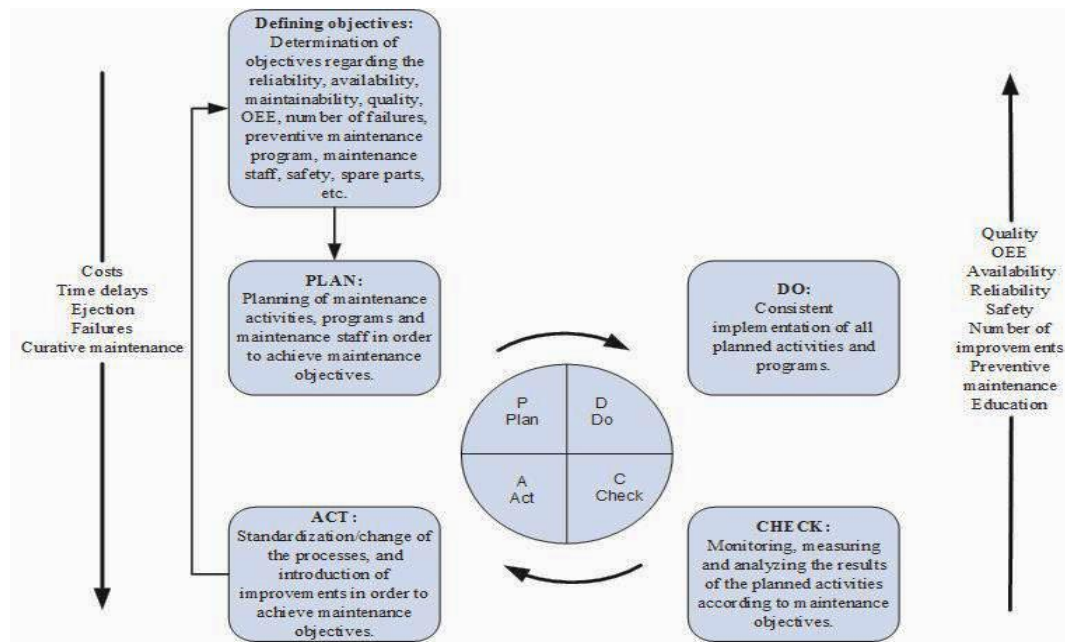 Defining objectives:
Determination of
objectives regarding the
reliability, availability,
maintainability, quality,
OEE, number of failures,
preventive maintenance
program, maintenance
staff, safety, spare parts,
etc.
Costs
Time delays
Ejection
Failures
Curative maintenance
PLAN:
Planning of maintenance
activities, programs and
maintenance staff in order
to achieve maintenance
objectives.
DO:
Consistent
implementation of all
planned activities and
programs.
Quality
OEE
Availability
Reliability
Safety
Number of
improvements
Preventive
maintenance
Education
P
Plan
D
Do
A
Act
C
Check
ACT:
Standardization/change of
the processes, and
introduction of
improvements in order to
achieve maintenance
objectives.
CHECK:
Monitoring, measuring
and analyzing the results
of the planned activities
according to maintenance
objectives.